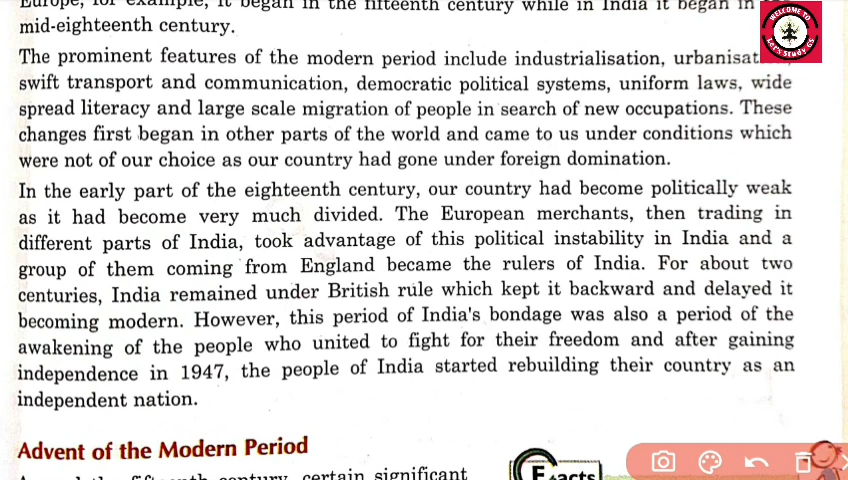 Europe, for example, it began in the fifteenth century while in India it began in
mid-eighteenth century.
The prominent features of the modern period include industrialisation,
swift transport and communication, democratic political systems, uniform laws, wide
spread literacy and large scale migration of people in search of new occupations. These
changes first began in other parts of the world and came to us under conditions which
were not of our choice as our country had gone under foreign domination.
In the early part of the eighteenth century, our country had become politically weak
as it had become very much divided. The European merchants, then trading in
different parts of India, took advantage of this political instability in India and a
group of them coming from England became the rulers of India. For about two
centuries, India remained under British rule which kept it backward and delayed it
becoming modern. However, this period of India's bondage was also a period of the
awakening of the people who united to fight for their freedom and after gaining
independence in 1947, the people of India started rebuilding their country as an
independent nation.
Advent of the Modern Period
century, certain significant
Facts
WELCOME TO
Let's Study GS